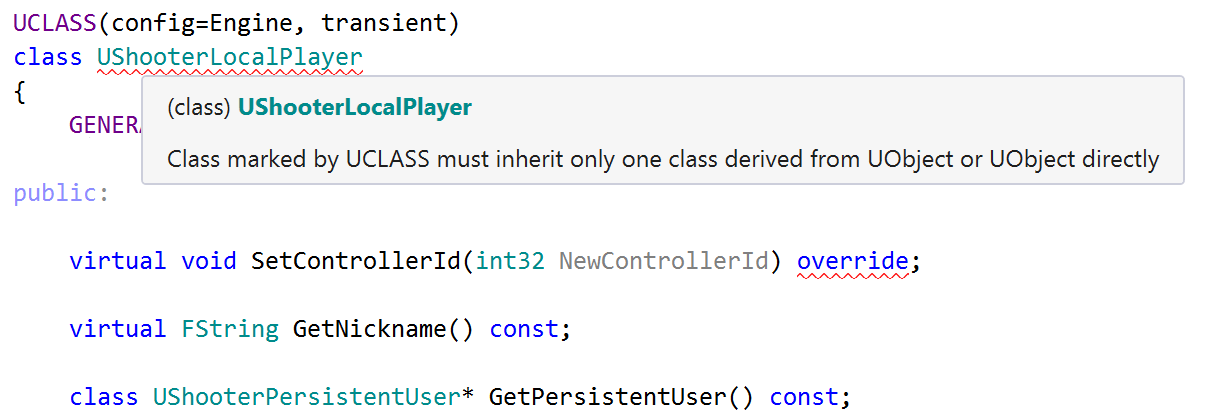 UCLASS(config=Engine, transient)
class UShooterLocalPlayer
{
(class) UShooterLocalPlayer
GENERA
Class marked by UCLASS must inherit only one class derived from UObject or UObject directly
public:
virtual void SetControllerId(int32 NewControllerId) override;
virtual FString GetNickname() const;
class UShooterPersistentUser* GetPersistentUser() const;